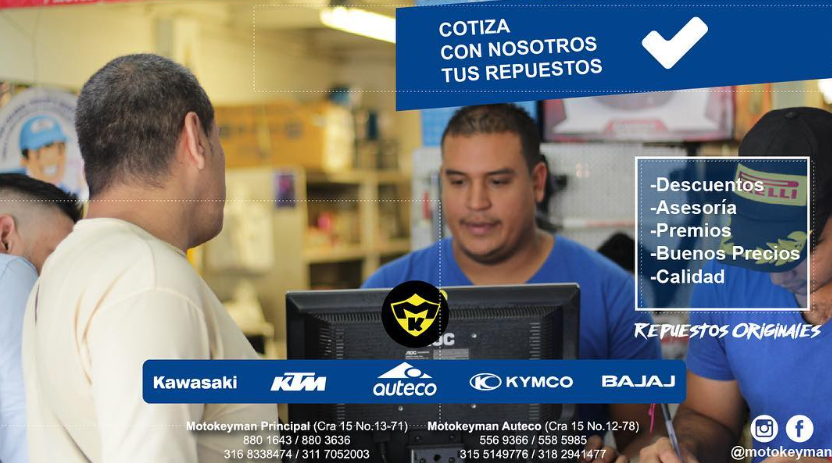 COTIZA
CON NOSOTROS
TUS REPUESTOS
-Descuentos
-Asesoría
-Premios
-Buenos Precios
-Calidad
REPUESTOS ORIGINALES
MK
AOC
Kawasaki
KTM
auteco
KYMCO
BAJAJ
Motokeyman Principal (Cra 15 No.13-71)
880 1643 / 880 3636
316 8338474 / 311 7052003
Motokeyman Auteco (Cra 15 No.12-78)
556 9366 / 558 5985
315 5149776 / 318 2941477
@motokeyman